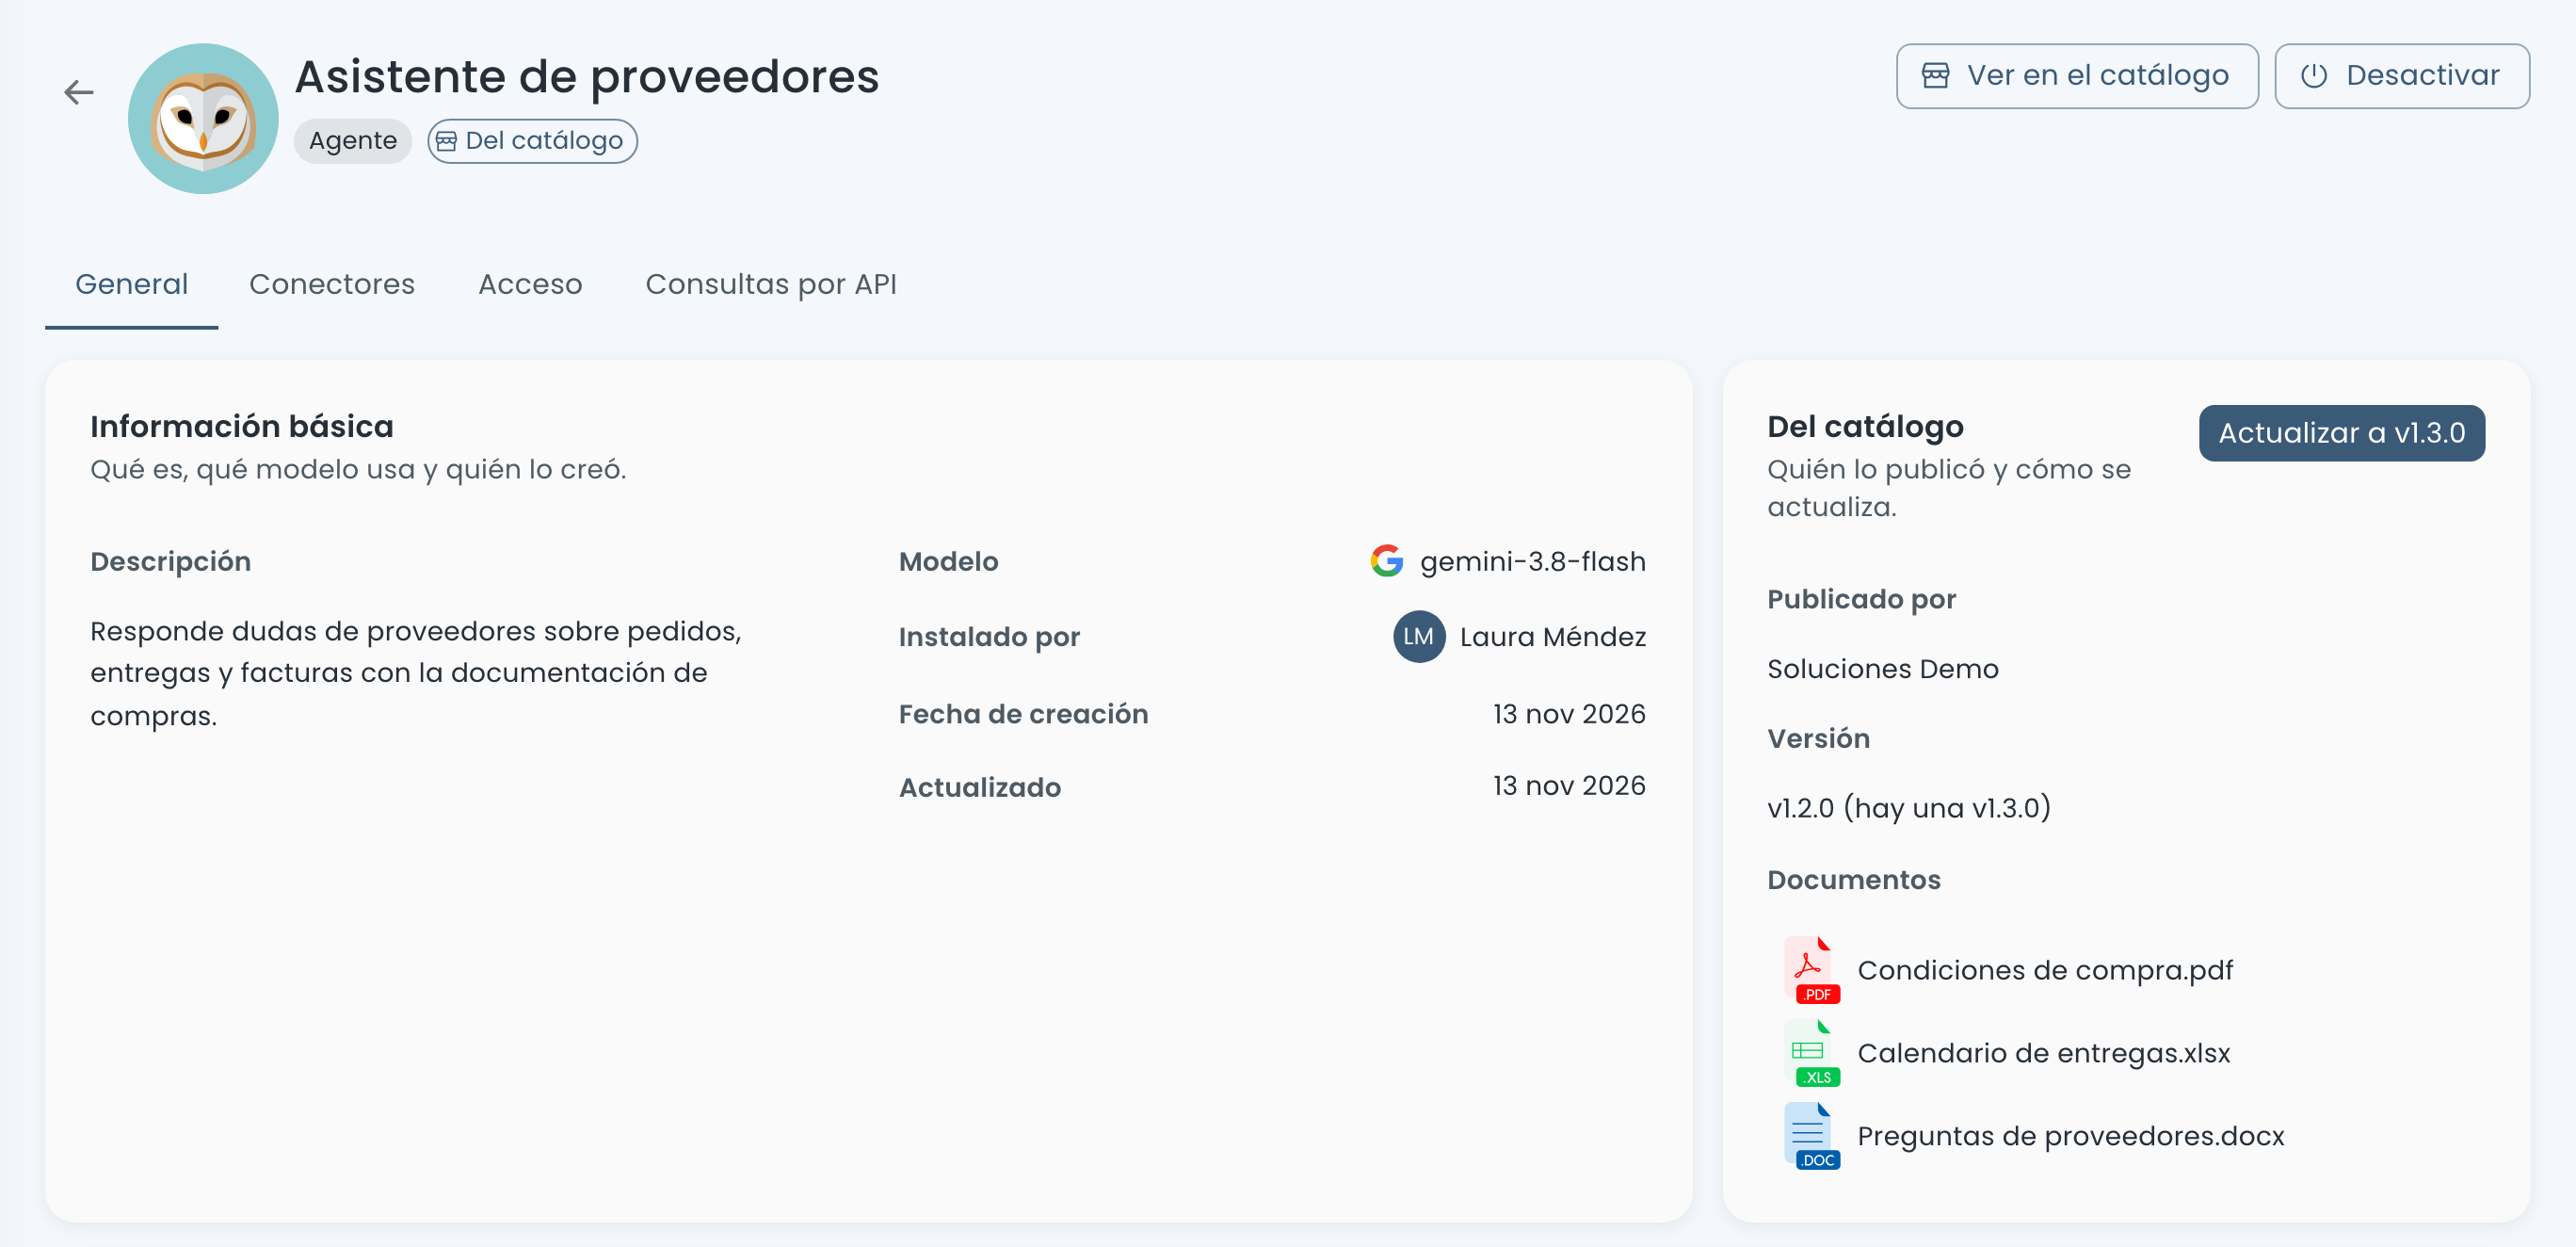 Asistente de proveedores
Agente
Del catálogo
Ver en el catálogo
Desactivar
General
Conectores
Acceso
Consultas por API
Información básica
Qué es, qué modelo usa y quién lo creó.
Descripción
Responde dudas de proveedores sobre pedidos,
entregas y facturas con la documentación de
compras.
Modelo
gemini-3.8-flash
Instalado por
LM
Laura Méndez
Fecha de creación
13 nov 2026
Actualizado
13 nov 2026
Del catálogo
Actualizar a v1.3.0
Quién lo publicó y cómo se
actualiza.
Publicado por
Soluciones Demo
Versión
v1.2.0 (hay una v1.3.0)
Documentos
.PDF
Condiciones de compra.pdf
.XLS
Calendario de entregas.xlsx
.DOC
Preguntas de proveedores.docx